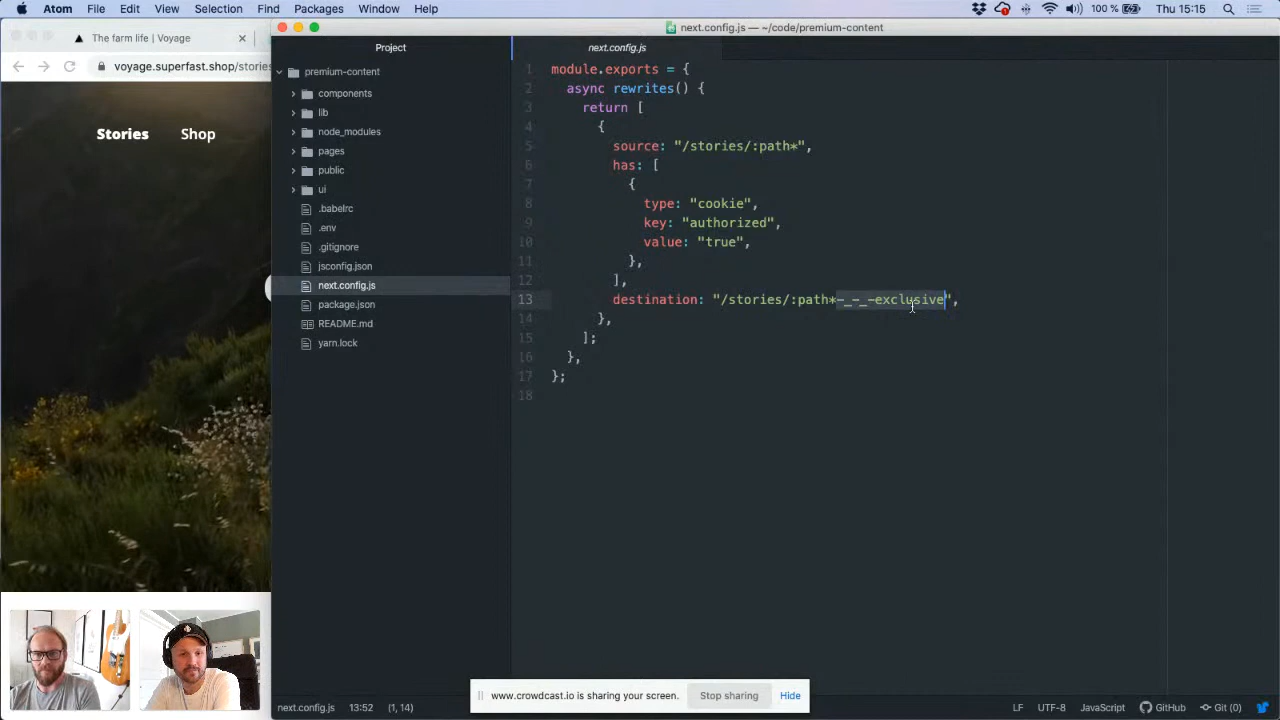 Atom File Edit View Selection Find Packages Window Help 100 % Thu 15:15
The farm life | Voyage
voyage.superfast.shop/stories
Stories Shop
next.config.js — ~/code/premium-content
Project
premium-content
components
lib
node_modules
pages
public
ui
.babelrc
.env
.gitignore
jsconfig.json
next.config.js
package.json
README.md
yarn.lock
next.config.js
1 module.exports = {
2 async rewrites() {
3 return [
4 {
5 source: "/stories/:path*",
6 has: [
7 {
8 type: "cookie",
9 key: "authorized",
10 value: "true",
11 },
12 ],
13 destination: "/stories/:path*-_-_-exclusive",
14 },
15 ];
16 },
17 };
18
www.crowdcast.io is sharing your screen. Stop sharing Hide
next.config.js 13:52 (1, 14) LF UTF-8 JavaScript GitHub Git (0)